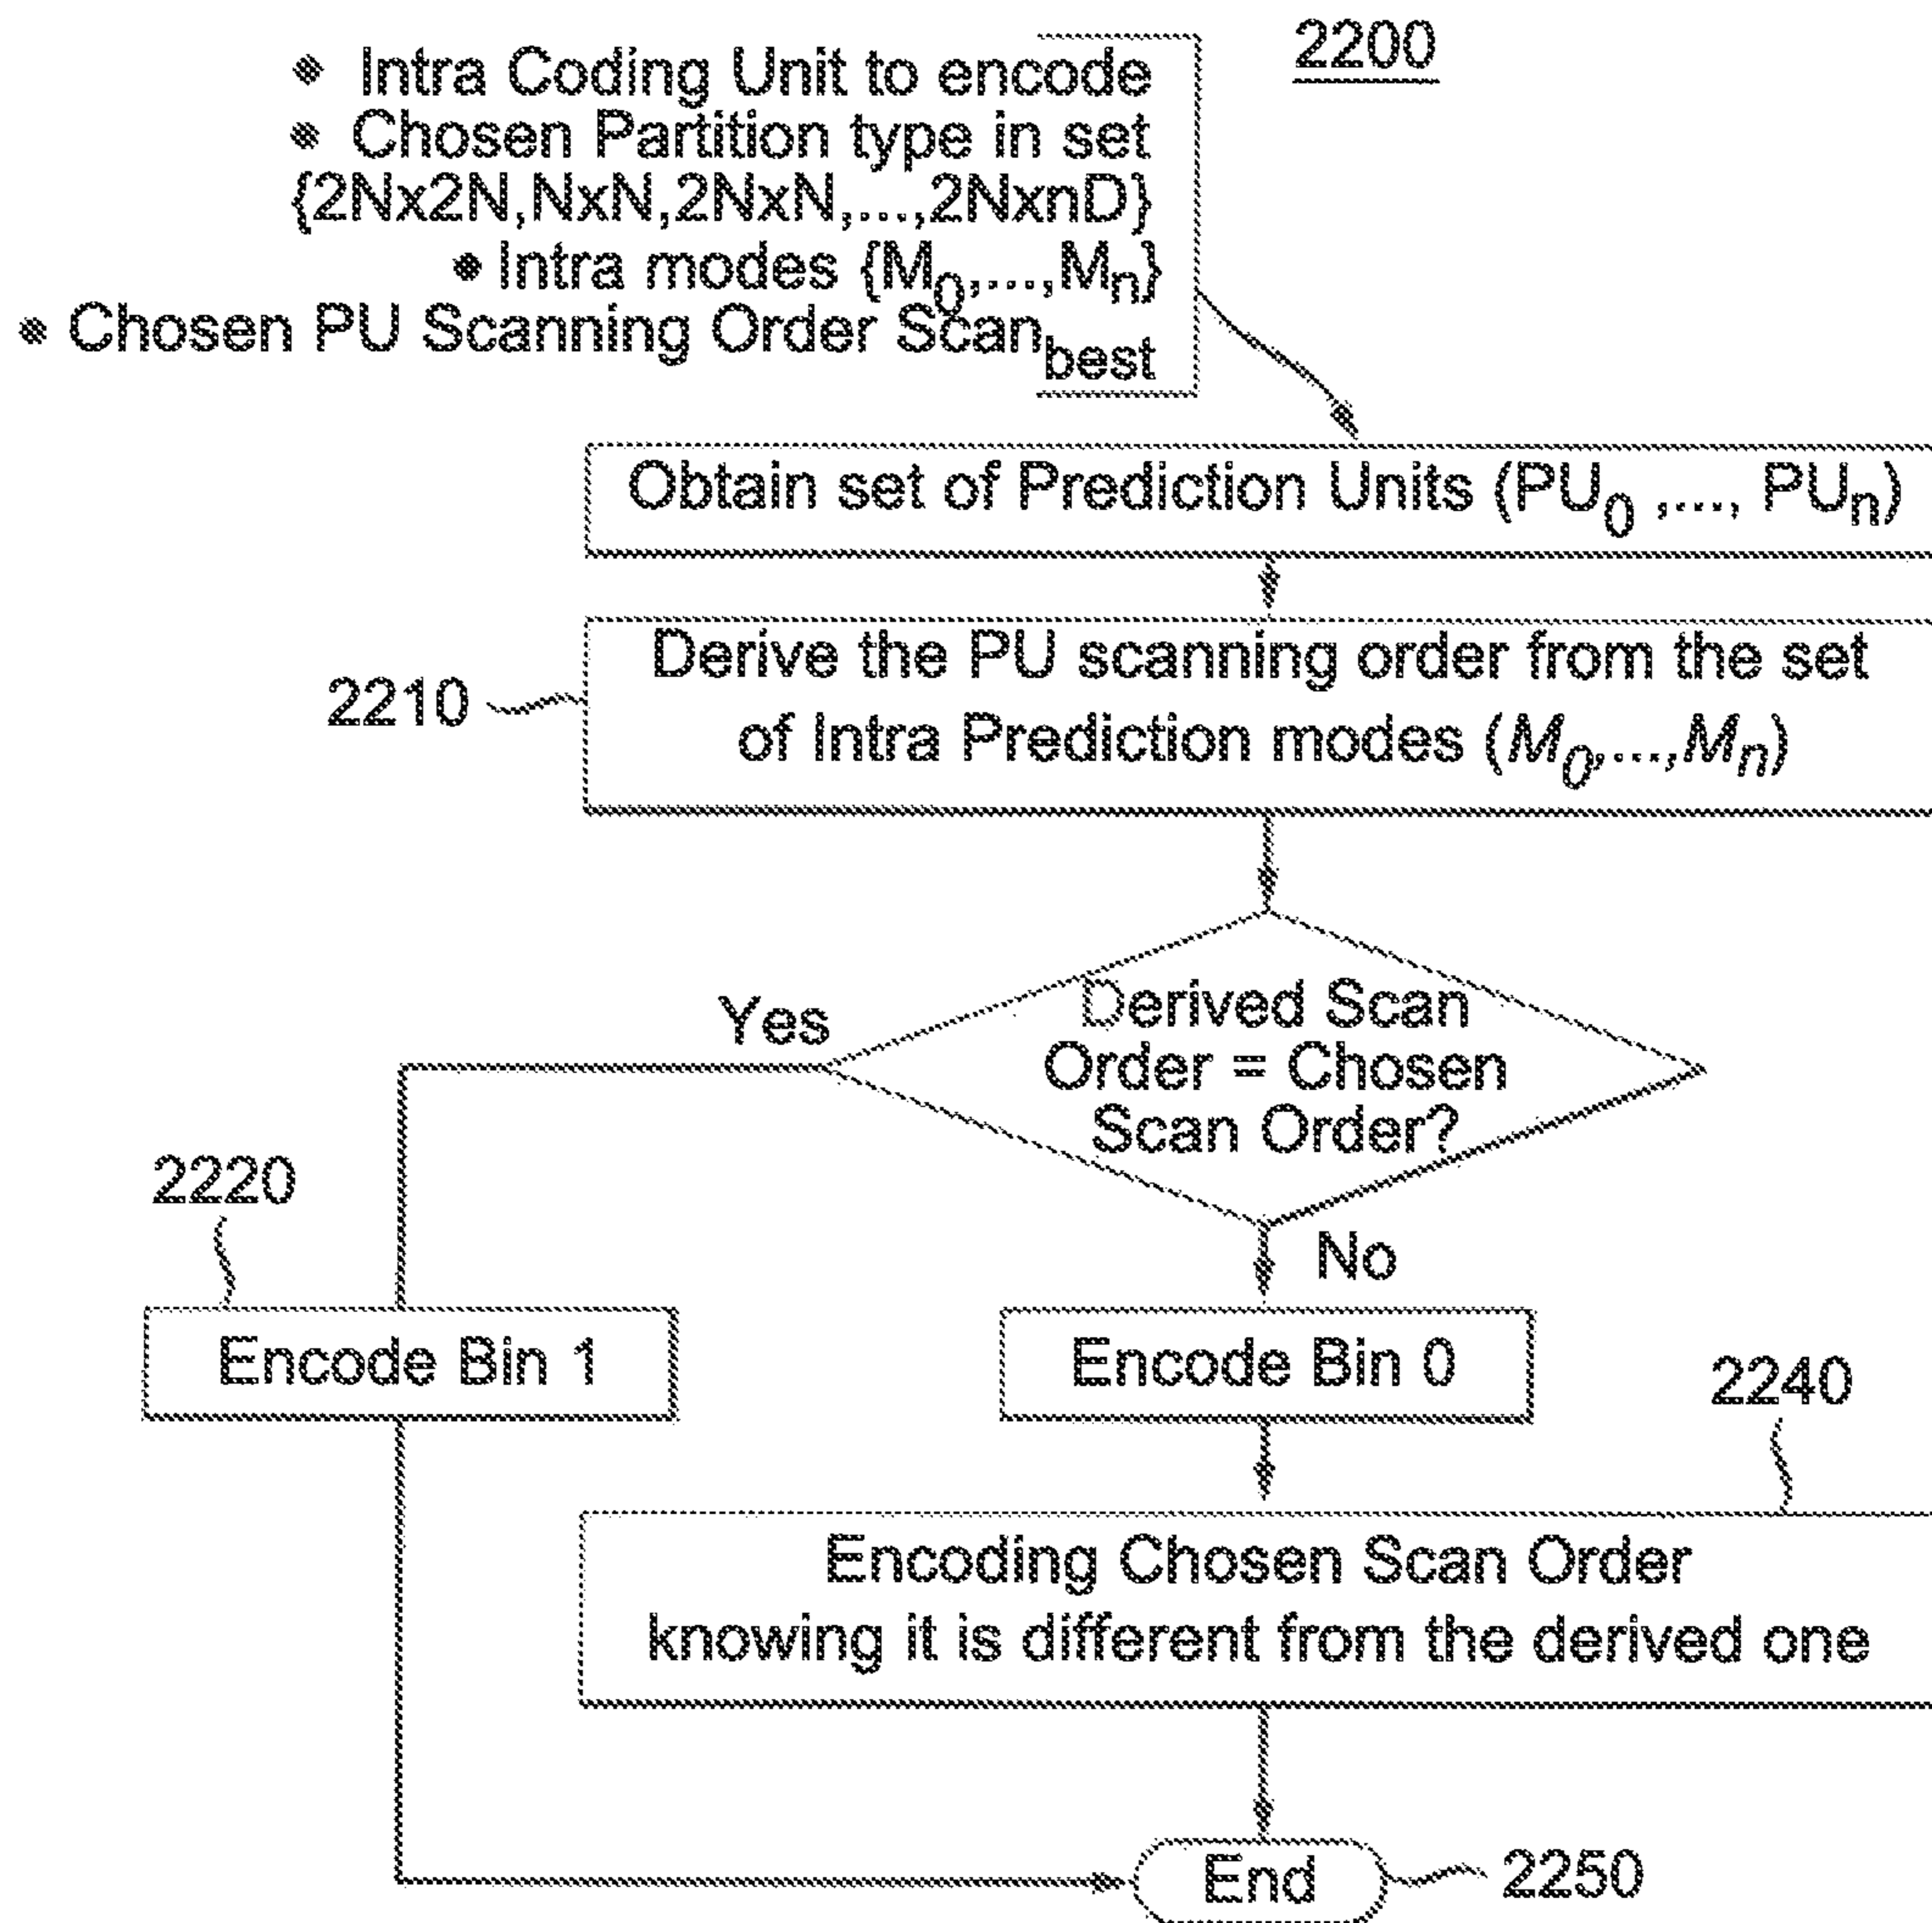 2200
• Intra Coding Unit to encode
• Chosen Partition type in set
{2Nx2N,NxN,2NxN,...,2NxnD}
• Intra modes {M0,...,Mn}
• Chosen PU Scanning Order Scanbest
Obtain set of Prediction Units (PU0 ,..., PUn)
2210
Derive the PU scanning order from the set
of Intra Prediction modes (M0,...,Mn)
Derived Scan
Order = Chosen
Scan Order?
Yes
No
2220
Encode Bin 1
Encode Bin 0
2240
Encoding Chosen Scan Order
knowing it is different from the derived one
End
2250